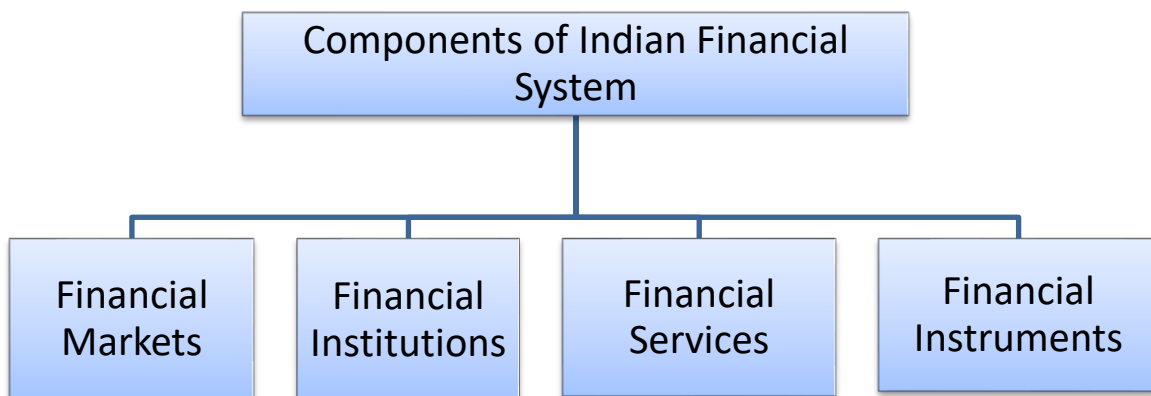 Components of Indian Financial
System
Financial
Markets
Financial
Institutions
Financial
Services
Financial
Instruments